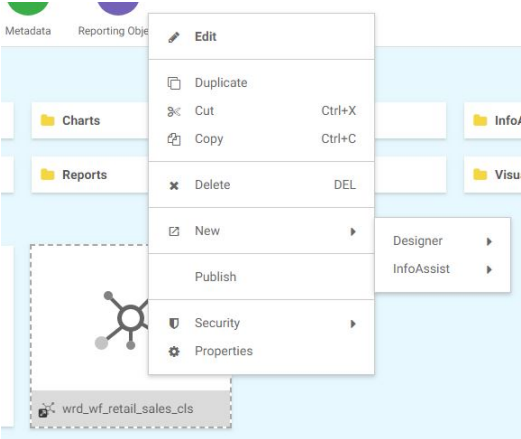 Metadata
Reporting Obje
Edit
Duplicate
Cut Ctrl+X
Copy Ctrl+C
Delete DEL
New
Publish
Security
Properties
Designer
InfoAssist
Charts
InfoA
Reports
Visu
wrd_wf_retail_sales_cls